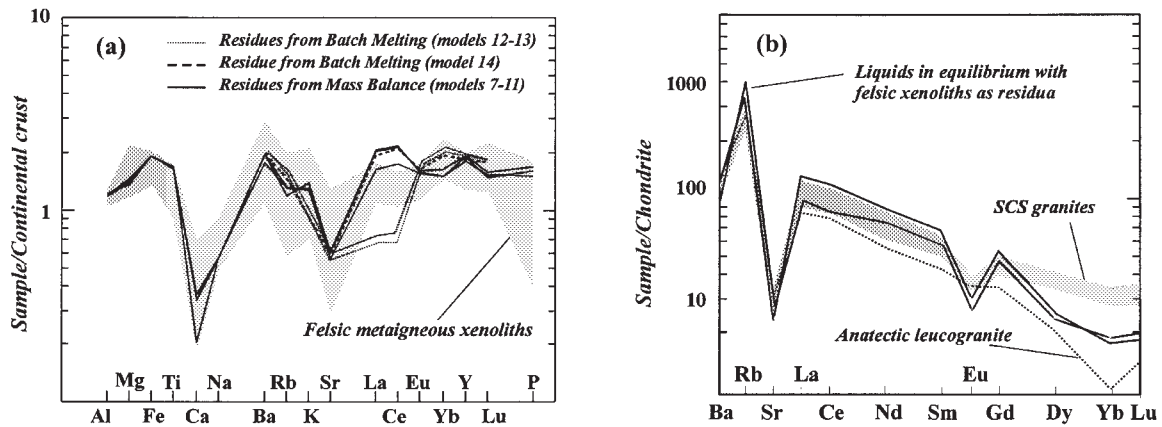 10
(a)
Residues from Batch Melting (models 12-13)
Residue from Batch Melting (model 14)
Residues from Mass Balance (models 7-11)
1
Sample/Continental crust
Felsic metaigneous xenoliths
Mg Ti Na Rb Sr La Eu Y P
Al Fe Ca Ba K Ce Yb Lu
(b)
Liquids in equilibrium with
felsic xenoliths as residua
1000
100
10
Sample/Chondrite
SCS granites
Anatectic leucogranite
Rb La Eu
Ba Sr Ce Nd Sm Gd Dy Yb Lu